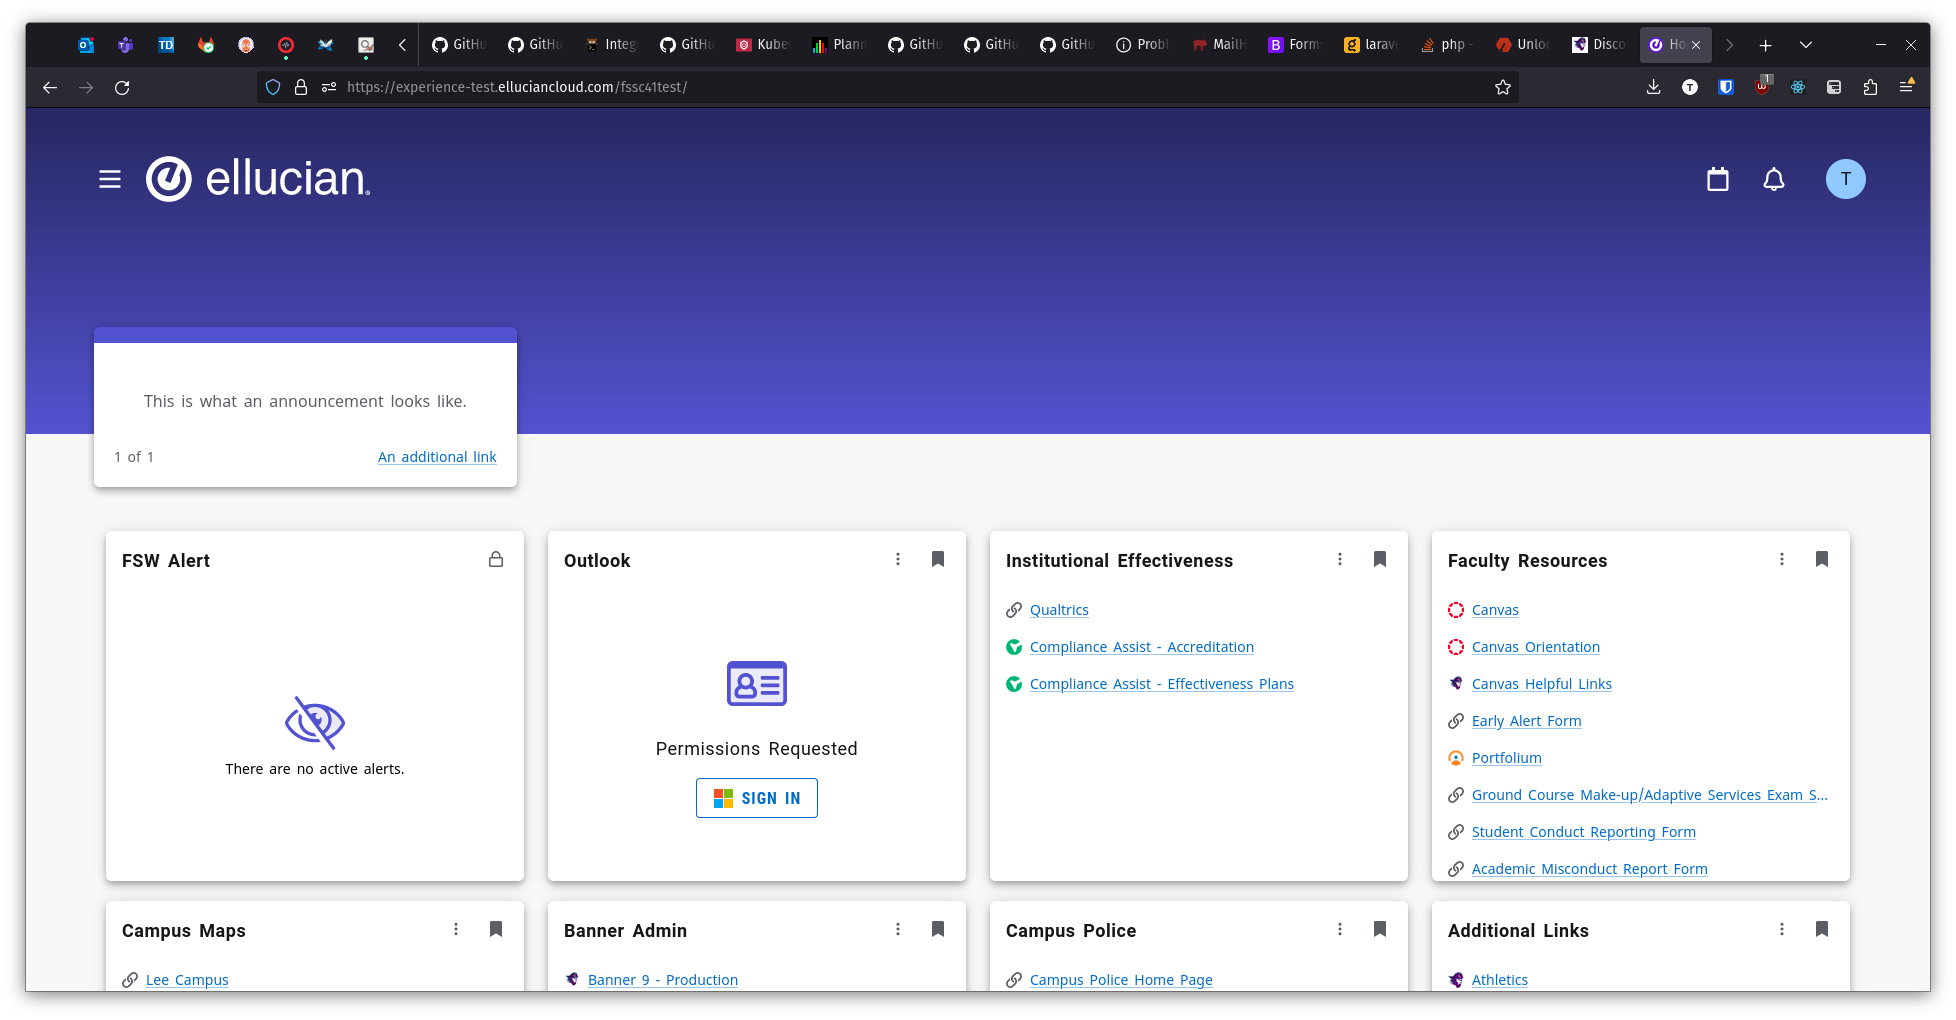 TD
GitHu
GitHu
Integ
GitHu
Kube
Plann
GitHu
GitHu
GitHu
Probl
MailH
Form
larav
php -
Unlo
Disco
Ho
https://experience-test.elluciancloud.com/fssc41test/
1
ellucian.
T
This is what an announcement looks like.
1 of 1
An additional link
FSW Alert
There are no active alerts.
Outlook
Permissions Requested
SIGN IN
Institutional Effectiveness
Qualtrics
Compliance Assist - Accreditation
Compliance Assist - Effectiveness Plans
Faculty Resources
Canvas
Canvas Orientation
Canvas Helpful Links
Early Alert Form
Portfolium
Ground Course Make-up/Adaptive Services Exam S...
Student Conduct Reporting Form
Academic Misconduct Report Form
Campus Maps
Lee Campus
Banner Admin
Banner 9 - Production
Campus Police
Campus Police Home Page
Additional Links
Athletics